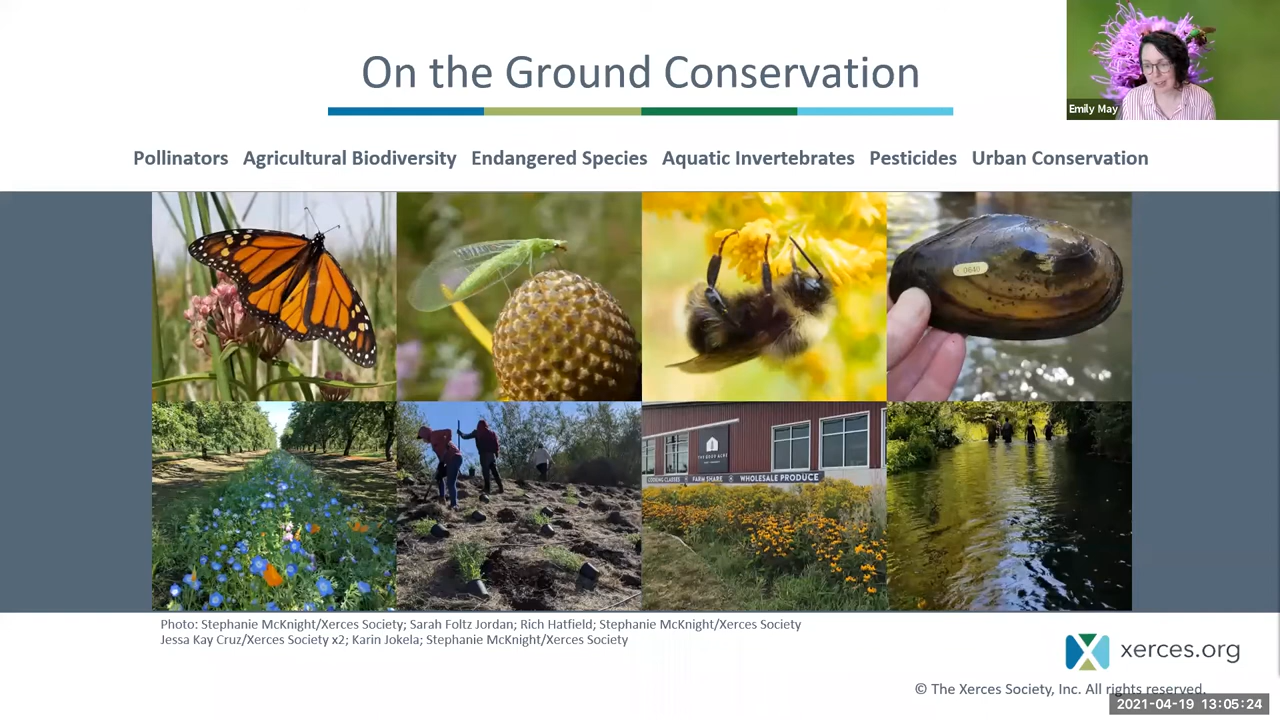 On the Ground Conservation
Emily May
Pollinators Agricultural Biodiversity Endangered Species Aquatic Invertebrates Pesticides Urban Conservation
0640
THE GOOD ACRE
COOKING CLASSES FARM SHARE WHOLESALE PRODUCE
Photo: Stephanie McKnight/Xerces Society; Sarah Foltz Jordan; Rich Hatfield; Stephanie McKnight/Xerces Society
Jessa Kay Cruz/Xerces Society x2; Karin Jokela; Stephanie McKnight/Xerces Society
xerces.org
© The Xerces Society, Inc. All rights reserved.
2021-04-19 13:05:24